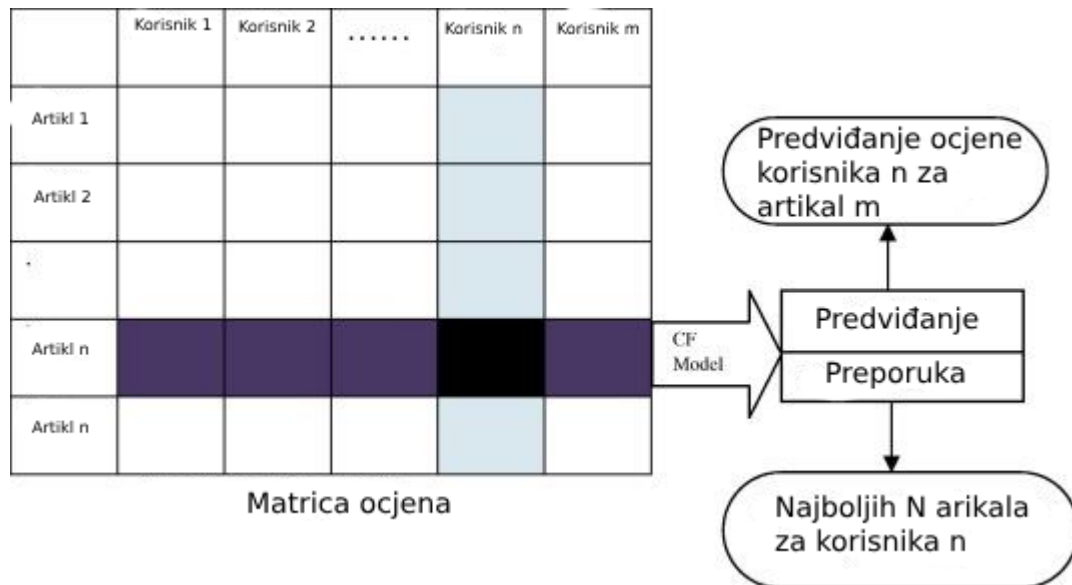 Korisnik 1 Korisnik 2 ...... Korisnik n Korisnik m
Artikl 1
Artikl 2
.
Artikl n
Artikl n
Matrica ocjena
CF
Model
Predviđanje ocjene
korisnika n za
artikal m
Predviđanje
Preporuka
Najboljih N arikala
za korisnika n